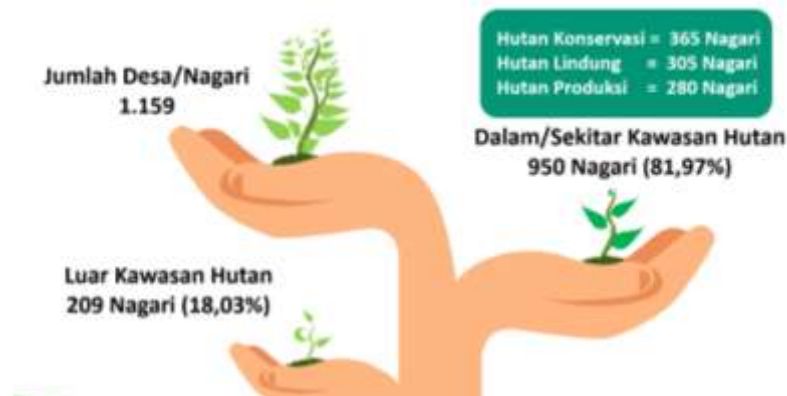 Jumlah Desa/Nagari
1.159
Hutan Konservasi = 365 Nagari
Hutan Lindung = 305 Nagari
Hutan Produksi = 280 Nagari
Dalam/Sekitar Kawasan Hutan
950 Nagari (81,97%)
Luar Kawasan Hutan
209 Nagari (18,03%)